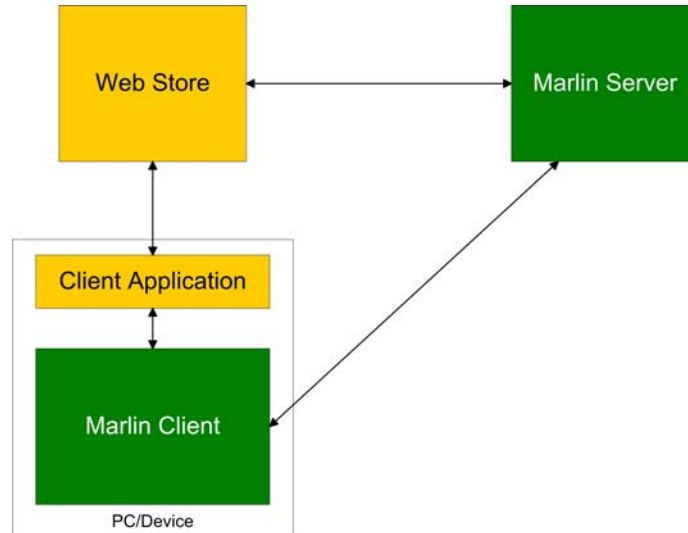 Web Store
Marlin Server
Client Application
Marlin Client
PC/Device